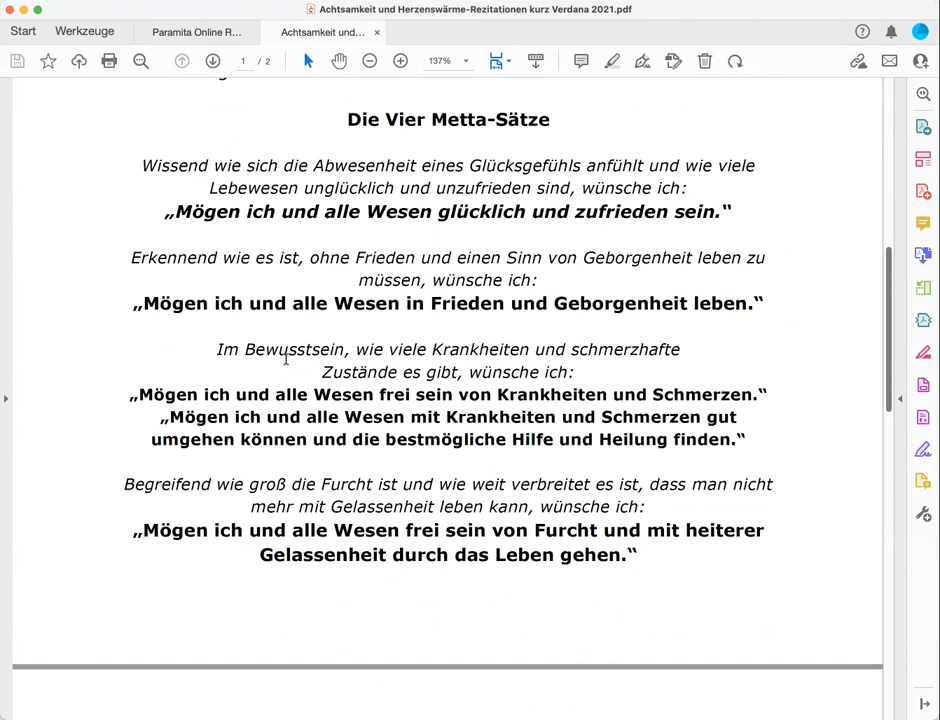 Achtsamkeit und Herzenswärme-Rezitationen kurz Verdana 2021.pdf
Start Werkzeuge Paramita Online R... Achtsamkeit und... ×
1 / 2 137%
Die Vier Metta-Sätze
Wissend wie sich die Abwesenheit eines Glücksgefühls anfühlt und wie viele
Lebewesen unglücklich und unzufrieden sind, wünsche ich:
„Mögen ich und alle Wesen glücklich und zufrieden sein.“
Erkennend wie es ist, ohne Frieden und einen Sinn von Geborgenheit leben zu
müssen, wünsche ich:
„Mögen ich und alle Wesen in Frieden und Geborgenheit leben.“
Im Bewusstsein, wie viele Krankheiten und schmerzhafte
Zustände es gibt, wünsche ich:
„Mögen ich und alle Wesen frei sein von Krankheiten und Schmerzen.“
„Mögen ich und alle Wesen mit Krankheiten und Schmerzen gut
umgehen können und die bestmögliche Hilfe und Heilung finden.“
Begreifend wie groß die Furcht ist und wie weit verbreitet es ist, dass man nicht
mehr mit Gelassenheit leben kann, wünsche ich:
„Mögen ich und alle Wesen frei sein von Furcht und mit heiterer
Gelassenheit durch das Leben gehen.“